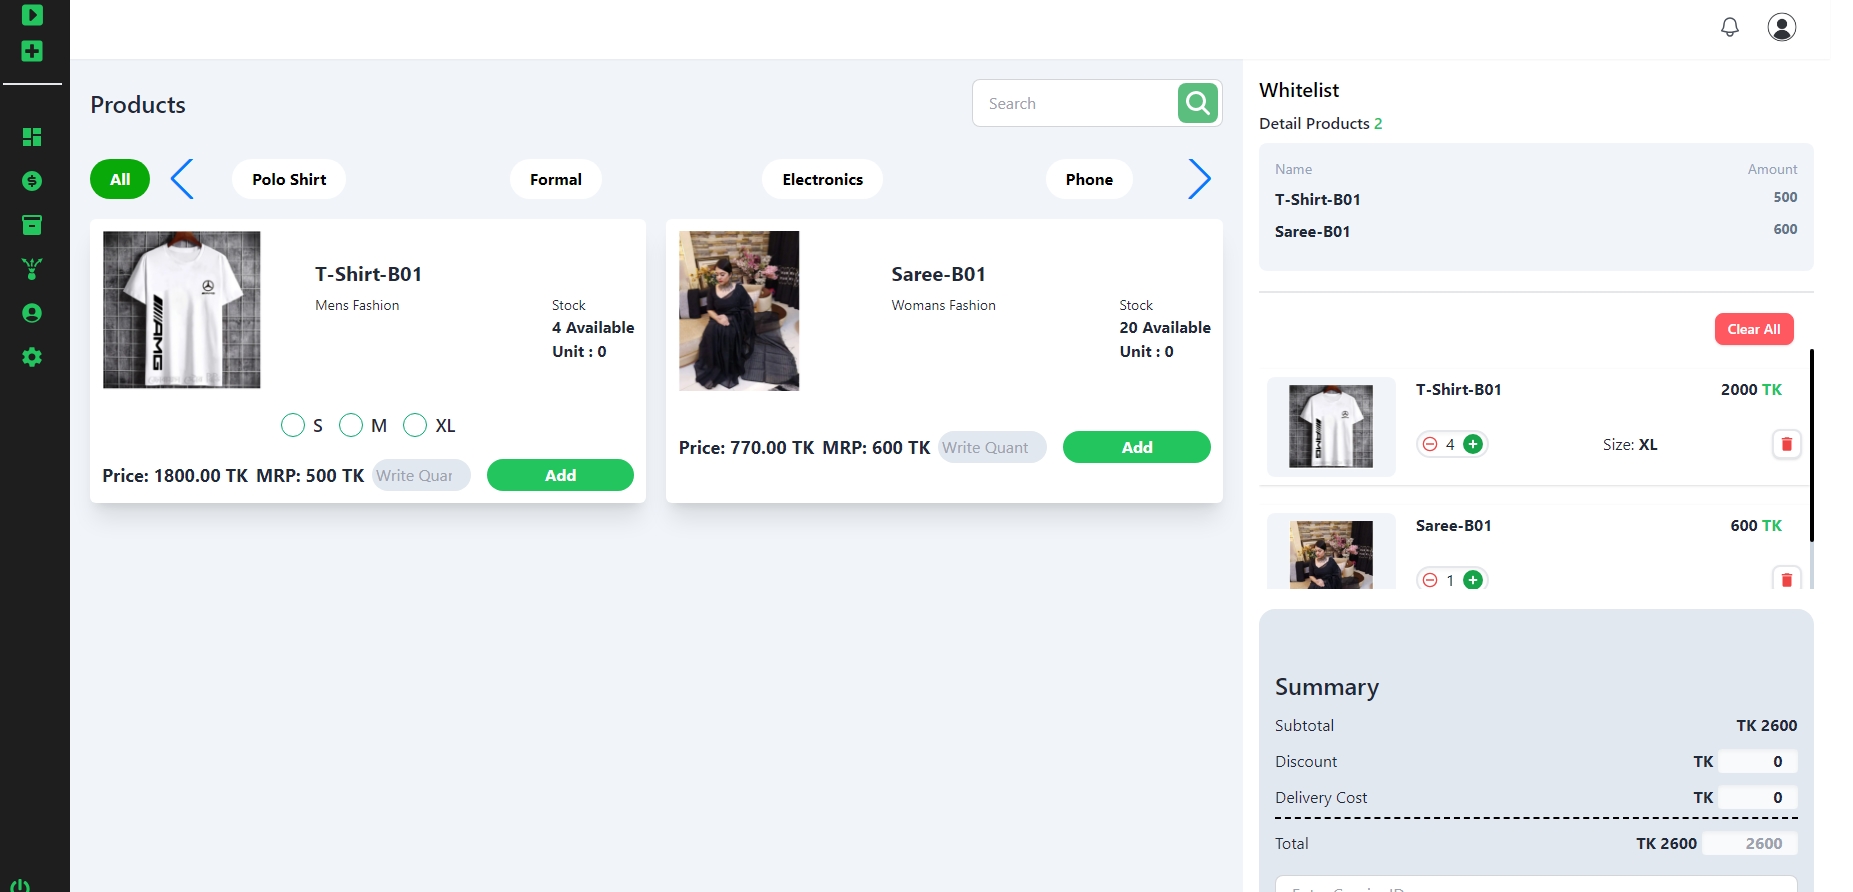 Products
Search
All
Polo Shirt
Formal
Electronics
Phone
AMG
T-Shirt-B01
Mens Fashion
Stock
4 Available
Unit : 0
S
M
XL
Price: 1800.00 TK MRP: 500 TK
Write Quar
Add
Saree-B01
Womans Fashion
Stock
20 Available
Unit : 0
Price: 770.00 TK MRP: 600 TK
Write Quant
Add
Whitelist
Detail Products 2
Name Amount
T-Shirt-B01 500
Saree-B01 600
Clear All
AMG
T-Shirt-B01 2000 TK
4 Size: XL
Saree-B01 600 TK
1
Summary
Subtotal TK 2600
Discount TK 0
Delivery Cost TK 0
Total TK 2600 2600